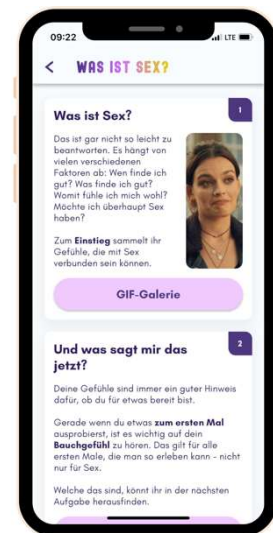 09:22
LTE
WAS IST SEX?
1
Was ist Sex?
Das ist gar nicht so leicht zu
beantworten. Es hängt von
vielen verschiedenen
Faktoren ab: Wen finde ich
gut? Was finde ich gut?
Womit fühle ich mich wohl?
Möchte ich überhaupt Sex
haben?
Zum Einstieg sammelt ihr
Gefühle, die mit Sex
verbunden sein können.
GIF-Galerie
2
Und was sagt mir das
jetzt?
Deine Gefühle sind immer ein guter Hinweis
dafür, ob du für etwas bereit bist.
Gerade wenn du etwas zum ersten Mal
ausprobierst, ist es wichtig auf dein
Bauchgefühl zu hören. Das gilt für alle
ersten Male, die man so erleben kann - nicht
nur für Sex.
Welche das sind, könnt ihr in der nächsten
Aufgabe herausfinden.